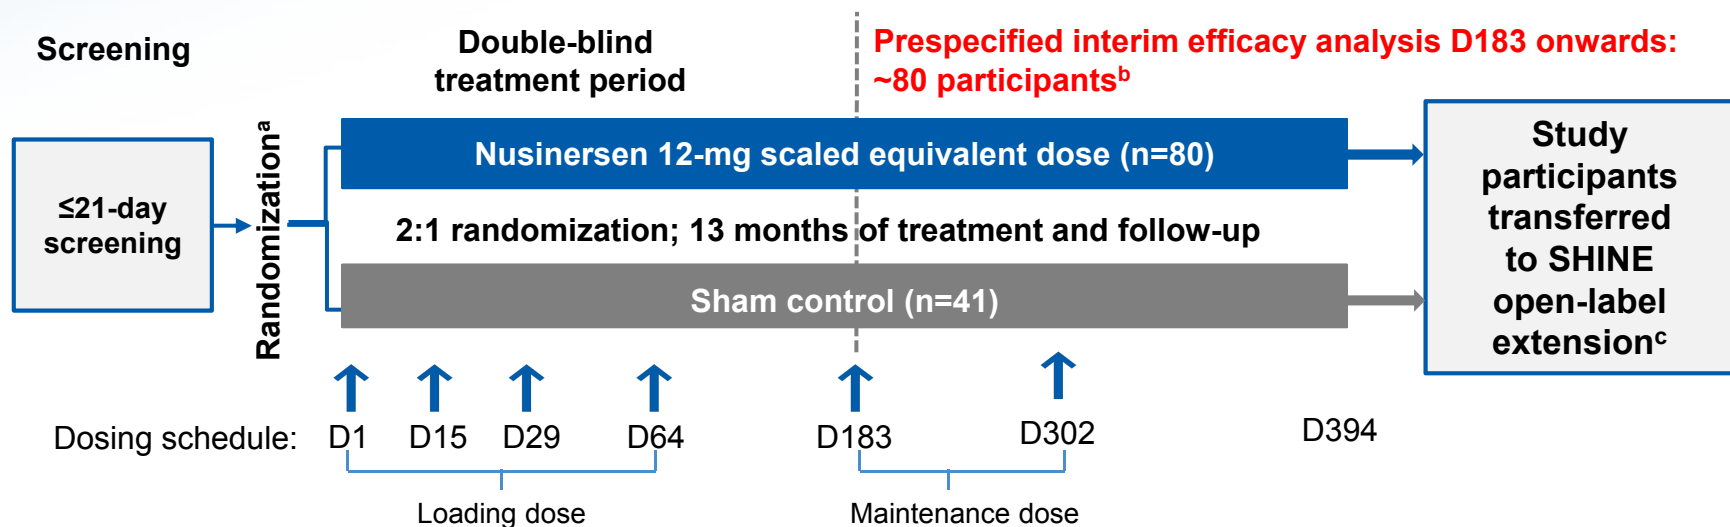 Screening
Double-blind
treatment period
Prespecified interim efficacy analysis D183 onwards:
~80 participantsᵇ
≤21-day
screening
Randomizationᵃ
Nusinersen 12-mg scaled equivalent dose (n=80)
2:1 randomization; 13 months of treatment and follow-up
Sham control (n=41)
Study
participants
transferred
to SHINE
open-label
extensionᶜ
Dosing schedule: D1 D15 D29 D64 D183 D302 D394
Loading dose
Maintenance dose